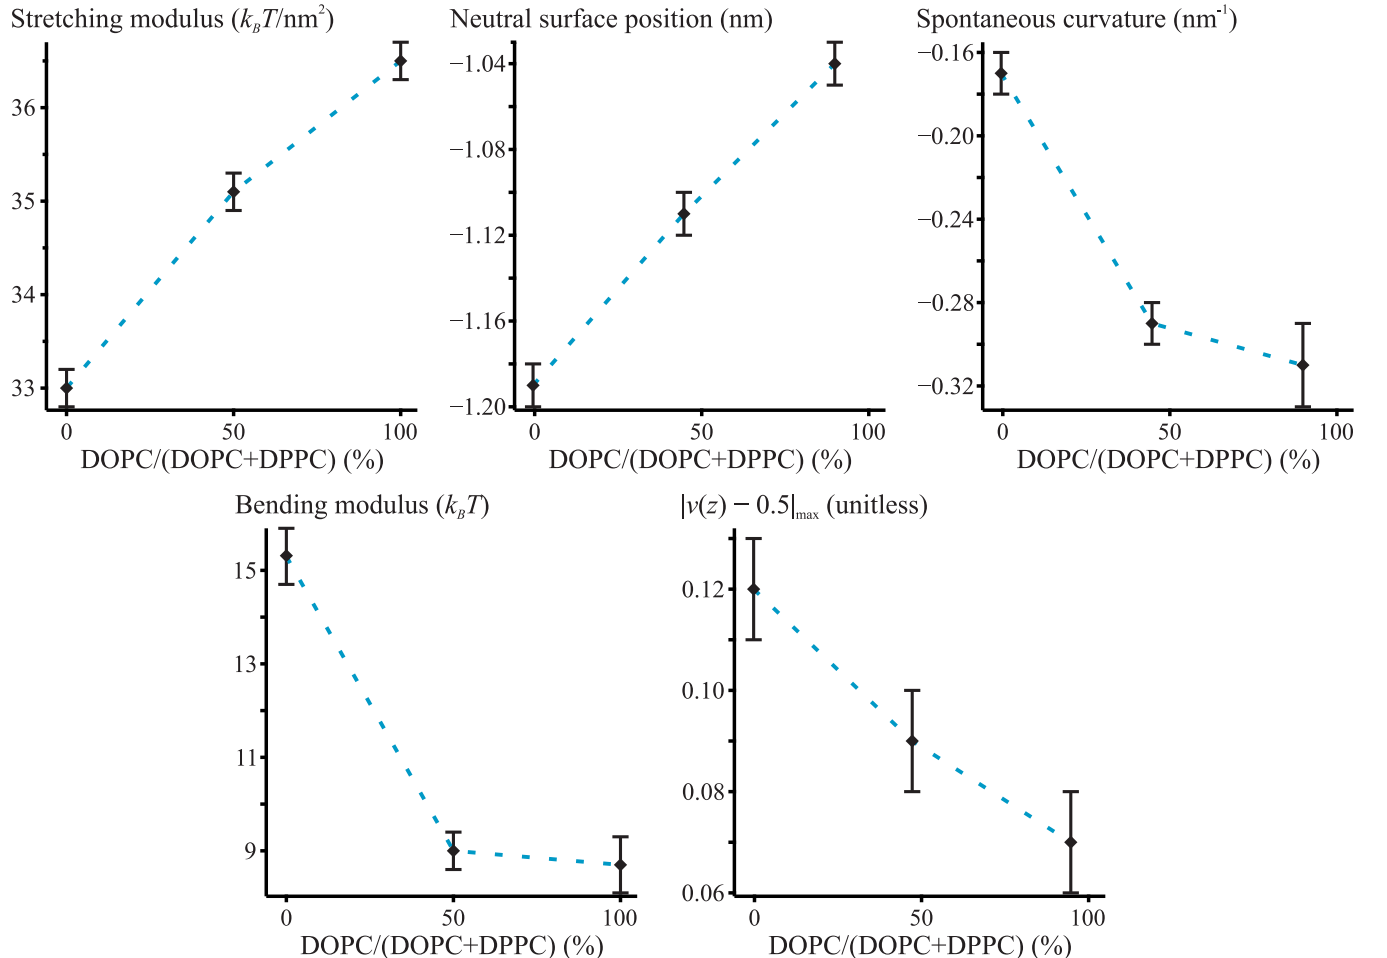 Stretching modulus (k_BT/nm²)
36
35
34
33
0 50 100
DOPC/(DOPC+DPPC) (%)
Neutral surface position (nm)
−1.04
−1.08
−1.12
−1.16
−1.20
0 50 100
DOPC/(DOPC+DPPC) (%)
Spontaneous curvature (nm⁻¹)
−0.16
−0.20
−0.24
−0.28
−0.32
0 50 100
DOPC/(DOPC+DPPC) (%)
Bending modulus (k_BT)
15
13
11
9
0 50 100
DOPC/(DOPC+DPPC) (%)
|v(z) − 0.5|max (unitless)
0.12
0.10
0.08
0.06
0 50 100
DOPC/(DOPC+DPPC) (%)